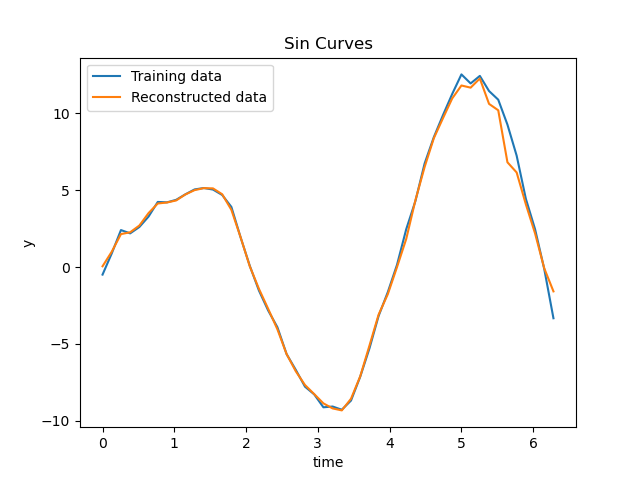 Sin Curves
Training data
Reconstructed data
10
5
0
−5
−10
y
0 1 2 3 4 5 6
time